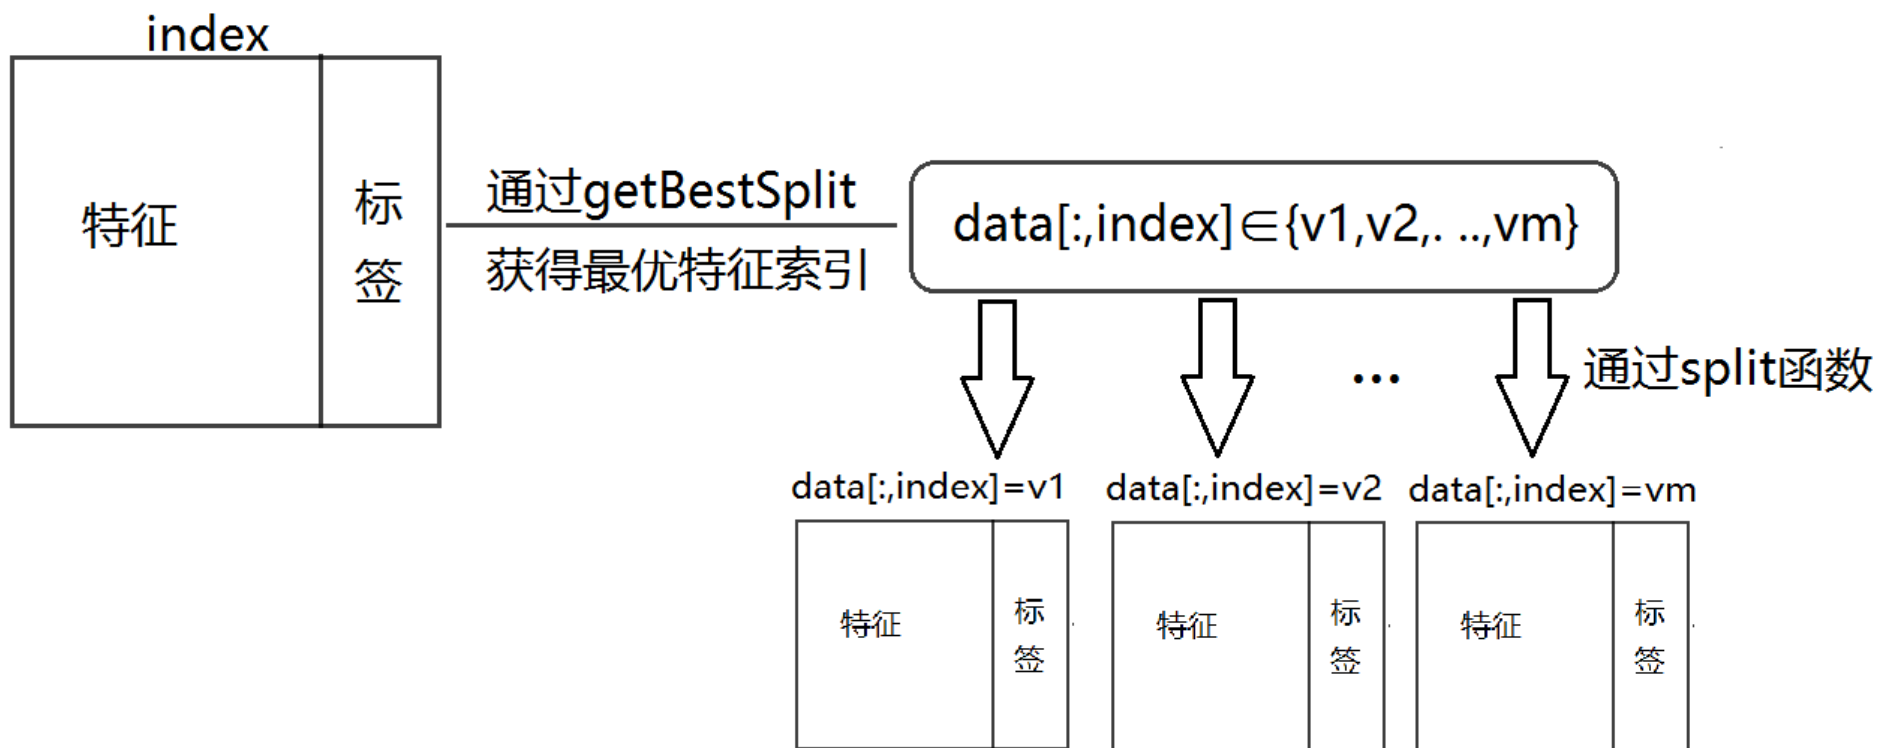 index
特征
标
签
通过getBestSplit
获得最优特征索引
data[:,index]∈{v1,v2,. ..,vm}
...
通过split函数
data[:,index]=v1
data[:,index]=v2
data[:,index]=vm
特征
标
签
特征
标
签
特征
标
签